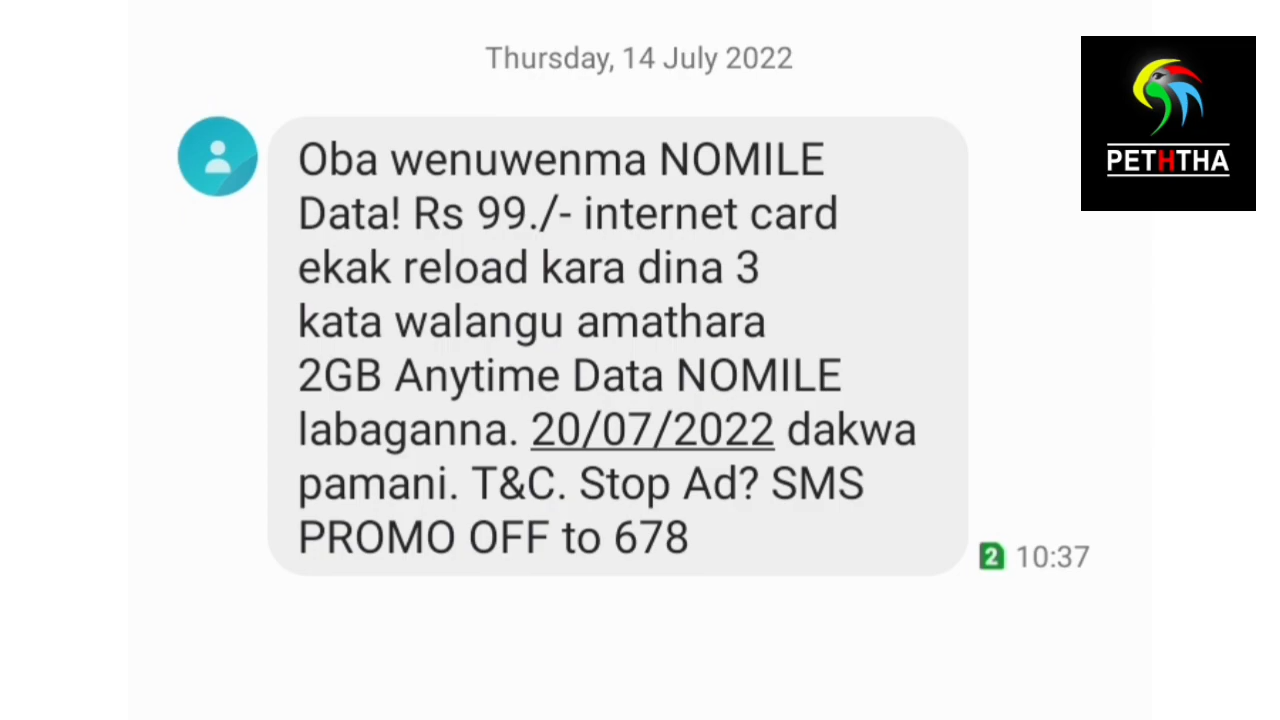 Thursday, 14 July 2022
Oba wenuwenma NOMILE
Data! Rs 99./- internet card
ekak reload kara dina 3
kata walangu amathara
2GB Anytime Data NOMILE
labaganna. 20/07/2022 dakwa
pamani. T&C. Stop Ad? SMS
PROMO OFF to 678
2 10:37
PETHTHA